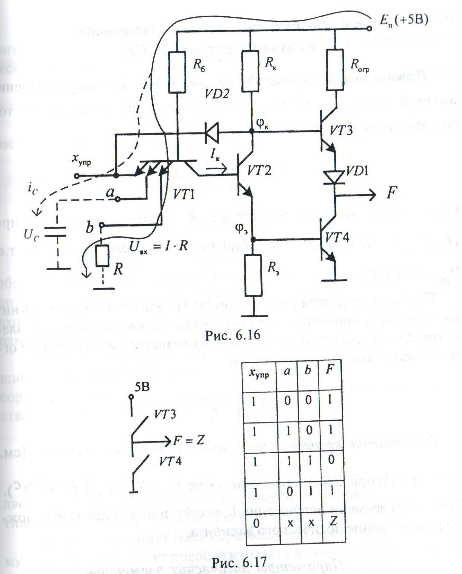 Eп (+5В)
Rб
Rк
Rогр
VD2
φк
VT3
xупр
Iк
iC
a
VT1
VT2
VD1
F
UC
b
φэ
VT4
R
Uвх = I · R
Rэ
Рис. 6.16
5В
VT3
F = Z
VT4
xупр a b F
1 0 0 1
1 1 0 1
1 1 1 0
1 0 1 1
0 x x Z
Рис. 6.17